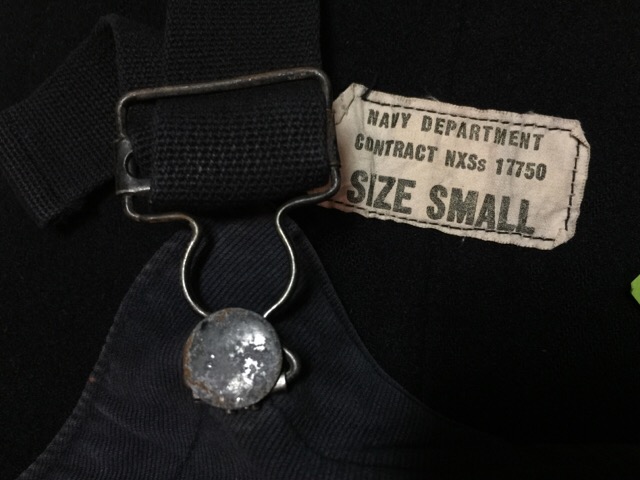 NAVY DEPARTMENT
CONTRACT NXSs 17750
SIZE SMALL